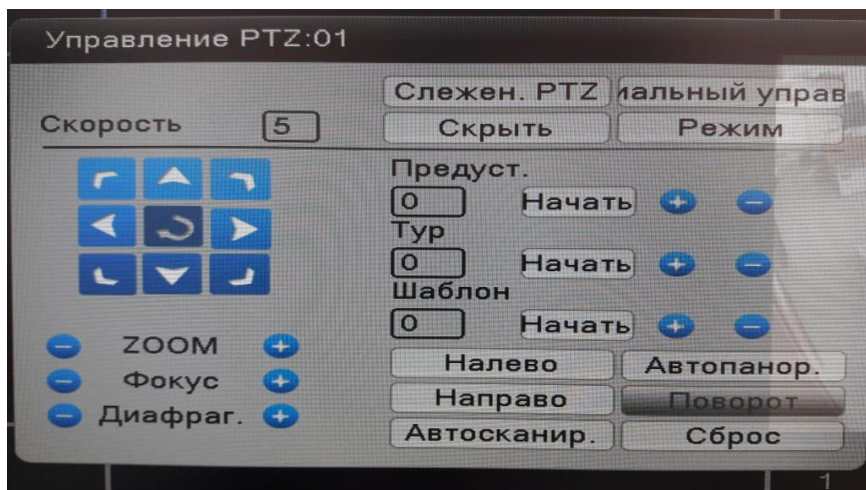 Управление PTZ:01
Слежен. PTZ иальный управ
Скорость 5 Скрыть Режим
Предуст.
0 Начать
Тур
0 Начать
Шаблон
0 Начать
ZOOM Налево Автопанор.
Фокус Направо Поворот
Диафраг. Автосканир. Сброс
1